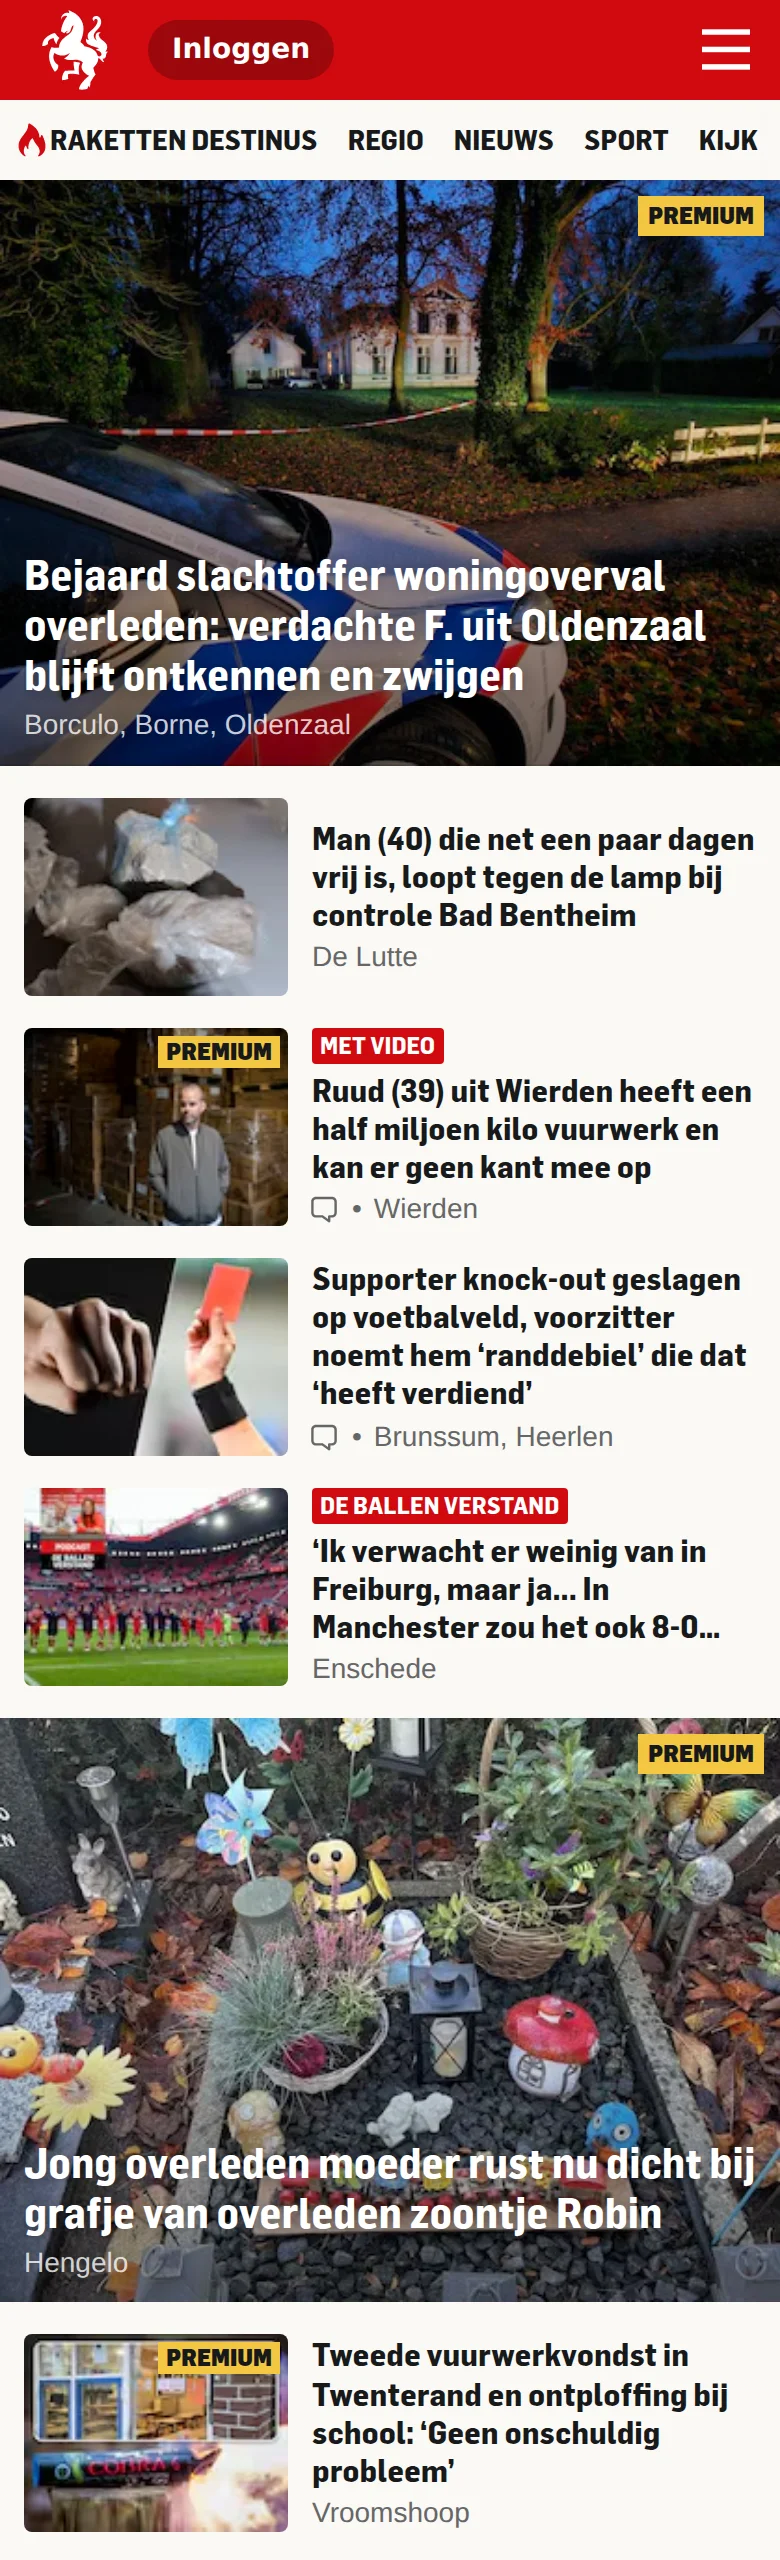 Inloggen
RAKETTEN DESTINUS REGIO NIEUWS SPORT KIJK
PREMIUM
Bejaard slachtoffer woningoverval
overleden: verdachte F. uit Oldenzaal
blijft ontkennen en zwijgen
Borculo, Borne, Oldenzaal
Man (40) die net een paar dagen
vrij is, loopt tegen de lamp bij
controle Bad Bentheim
De Lutte
PREMIUM
MET VIDEO
Ruud (39) uit Wierden heeft een
half miljoen kilo vuurwerk en
kan er geen kant mee op
• Wierden
Supporter knock-out geslagen
op voetbalveld, voorzitter
noemt hem ‘randdebiel’ die dat
‘heeft verdiend’
• Brunssum, Heerlen
PODCAST
DE BALLEN
VERSTAND
DE BALLEN VERSTAND
‘Ik verwacht er weinig van in
Freiburg, maar ja... In
Manchester zou het ook 8-0...
Enschede
PREMIUM
Jong overleden moeder rust nu dicht bij
grafje van overleden zoontje Robin
Hengelo
PREMIUM
COBRA 6
Tweede vuurwerkvondst in
Twenterand en ontploffing bij
school: ‘Geen onschuldig
probleem’
Vroomshoop